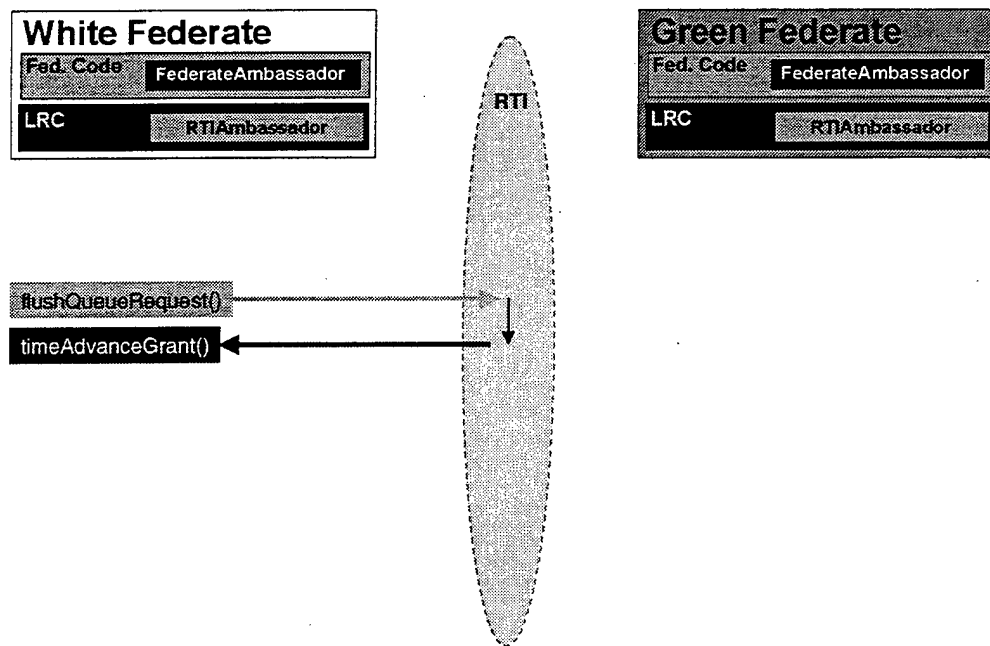 White Federate
Fed. Code
FederateAmbassador
LRC
RTIAmbassador
RTI
Green Federate
Fed. Code
FederateAmbassador
LRC
RTIAmbassador
flushQueueRequest()
timeAdvanceGrant()